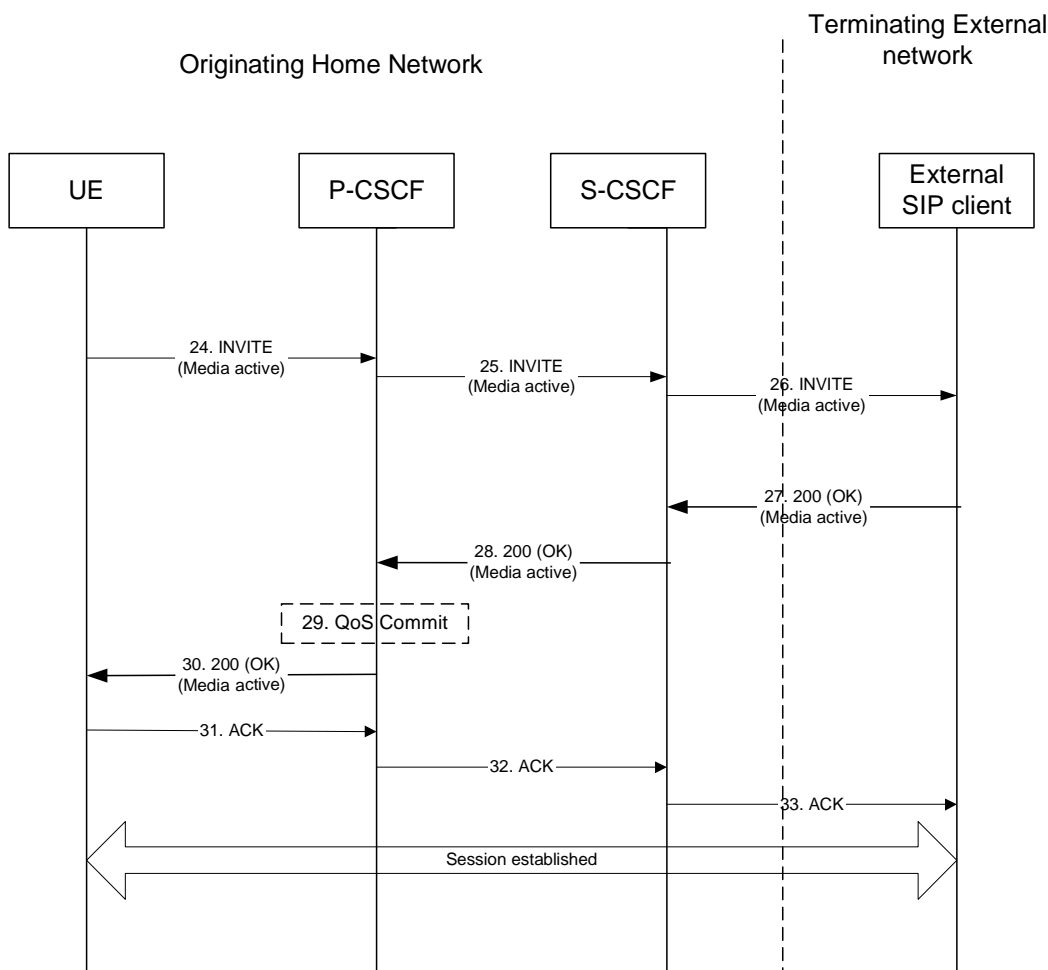 Terminating External
network
Originating Home Network
UE
P-CSCF
S-CSCF
External
SIP client
24. INVITE
(Media active)
25. INVITE
(Media active)
26. INVITE
(Media active)
27. 200 (OK)
(Media active)
28. 200 (OK)
(Media active)
29. QoS Commit
30. 200 (OK)
(Media active)
31. ACK
32. ACK
33. ACK
Session established